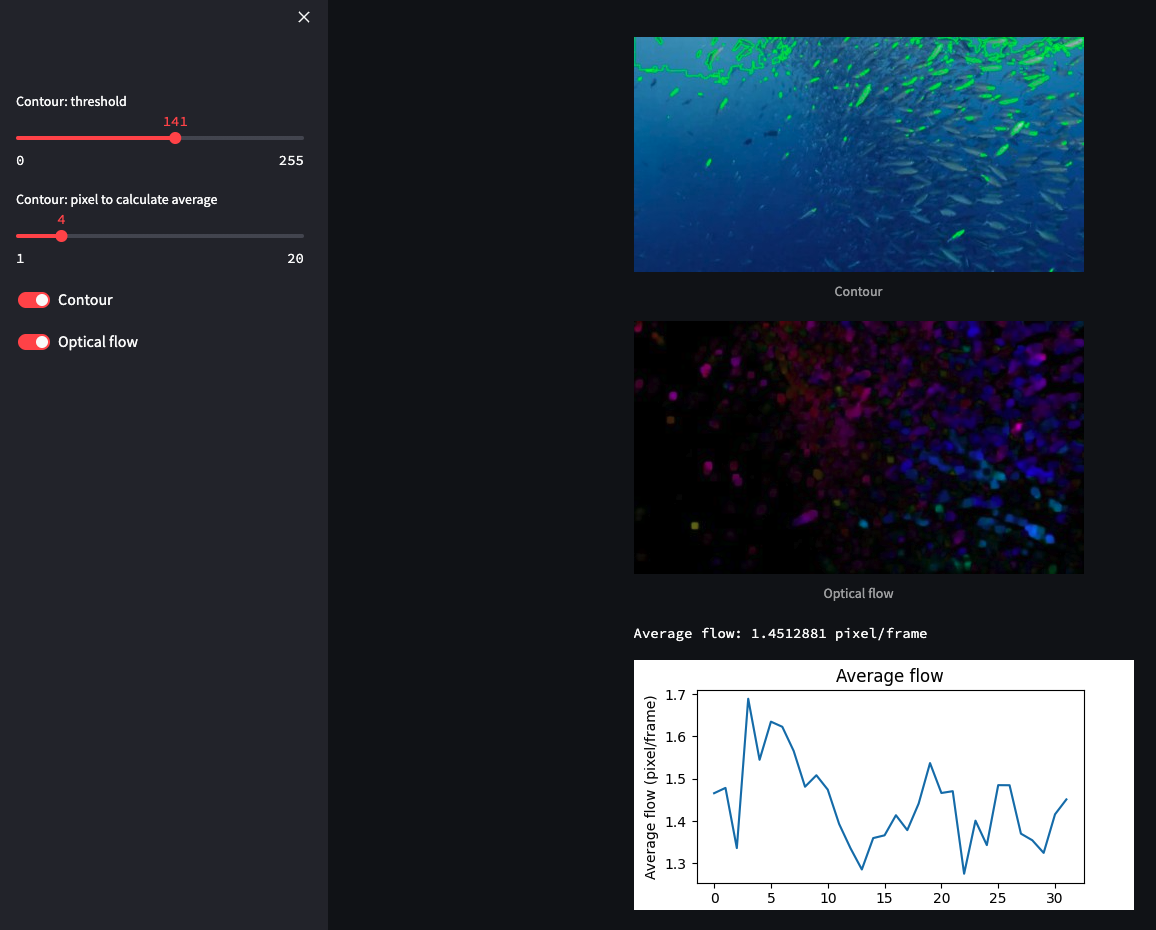 Contour: threshold
141
0 255
Contour: pixel to calculate average
4
1 20
Contour
Optical flow
Contour
Optical flow
Average flow: 1.4512881 pixel/frame
Average flow
Average flow (pixel/frame)
1.7
1.6
1.5
1.4
1.3
0 5 10 15 20 25 30